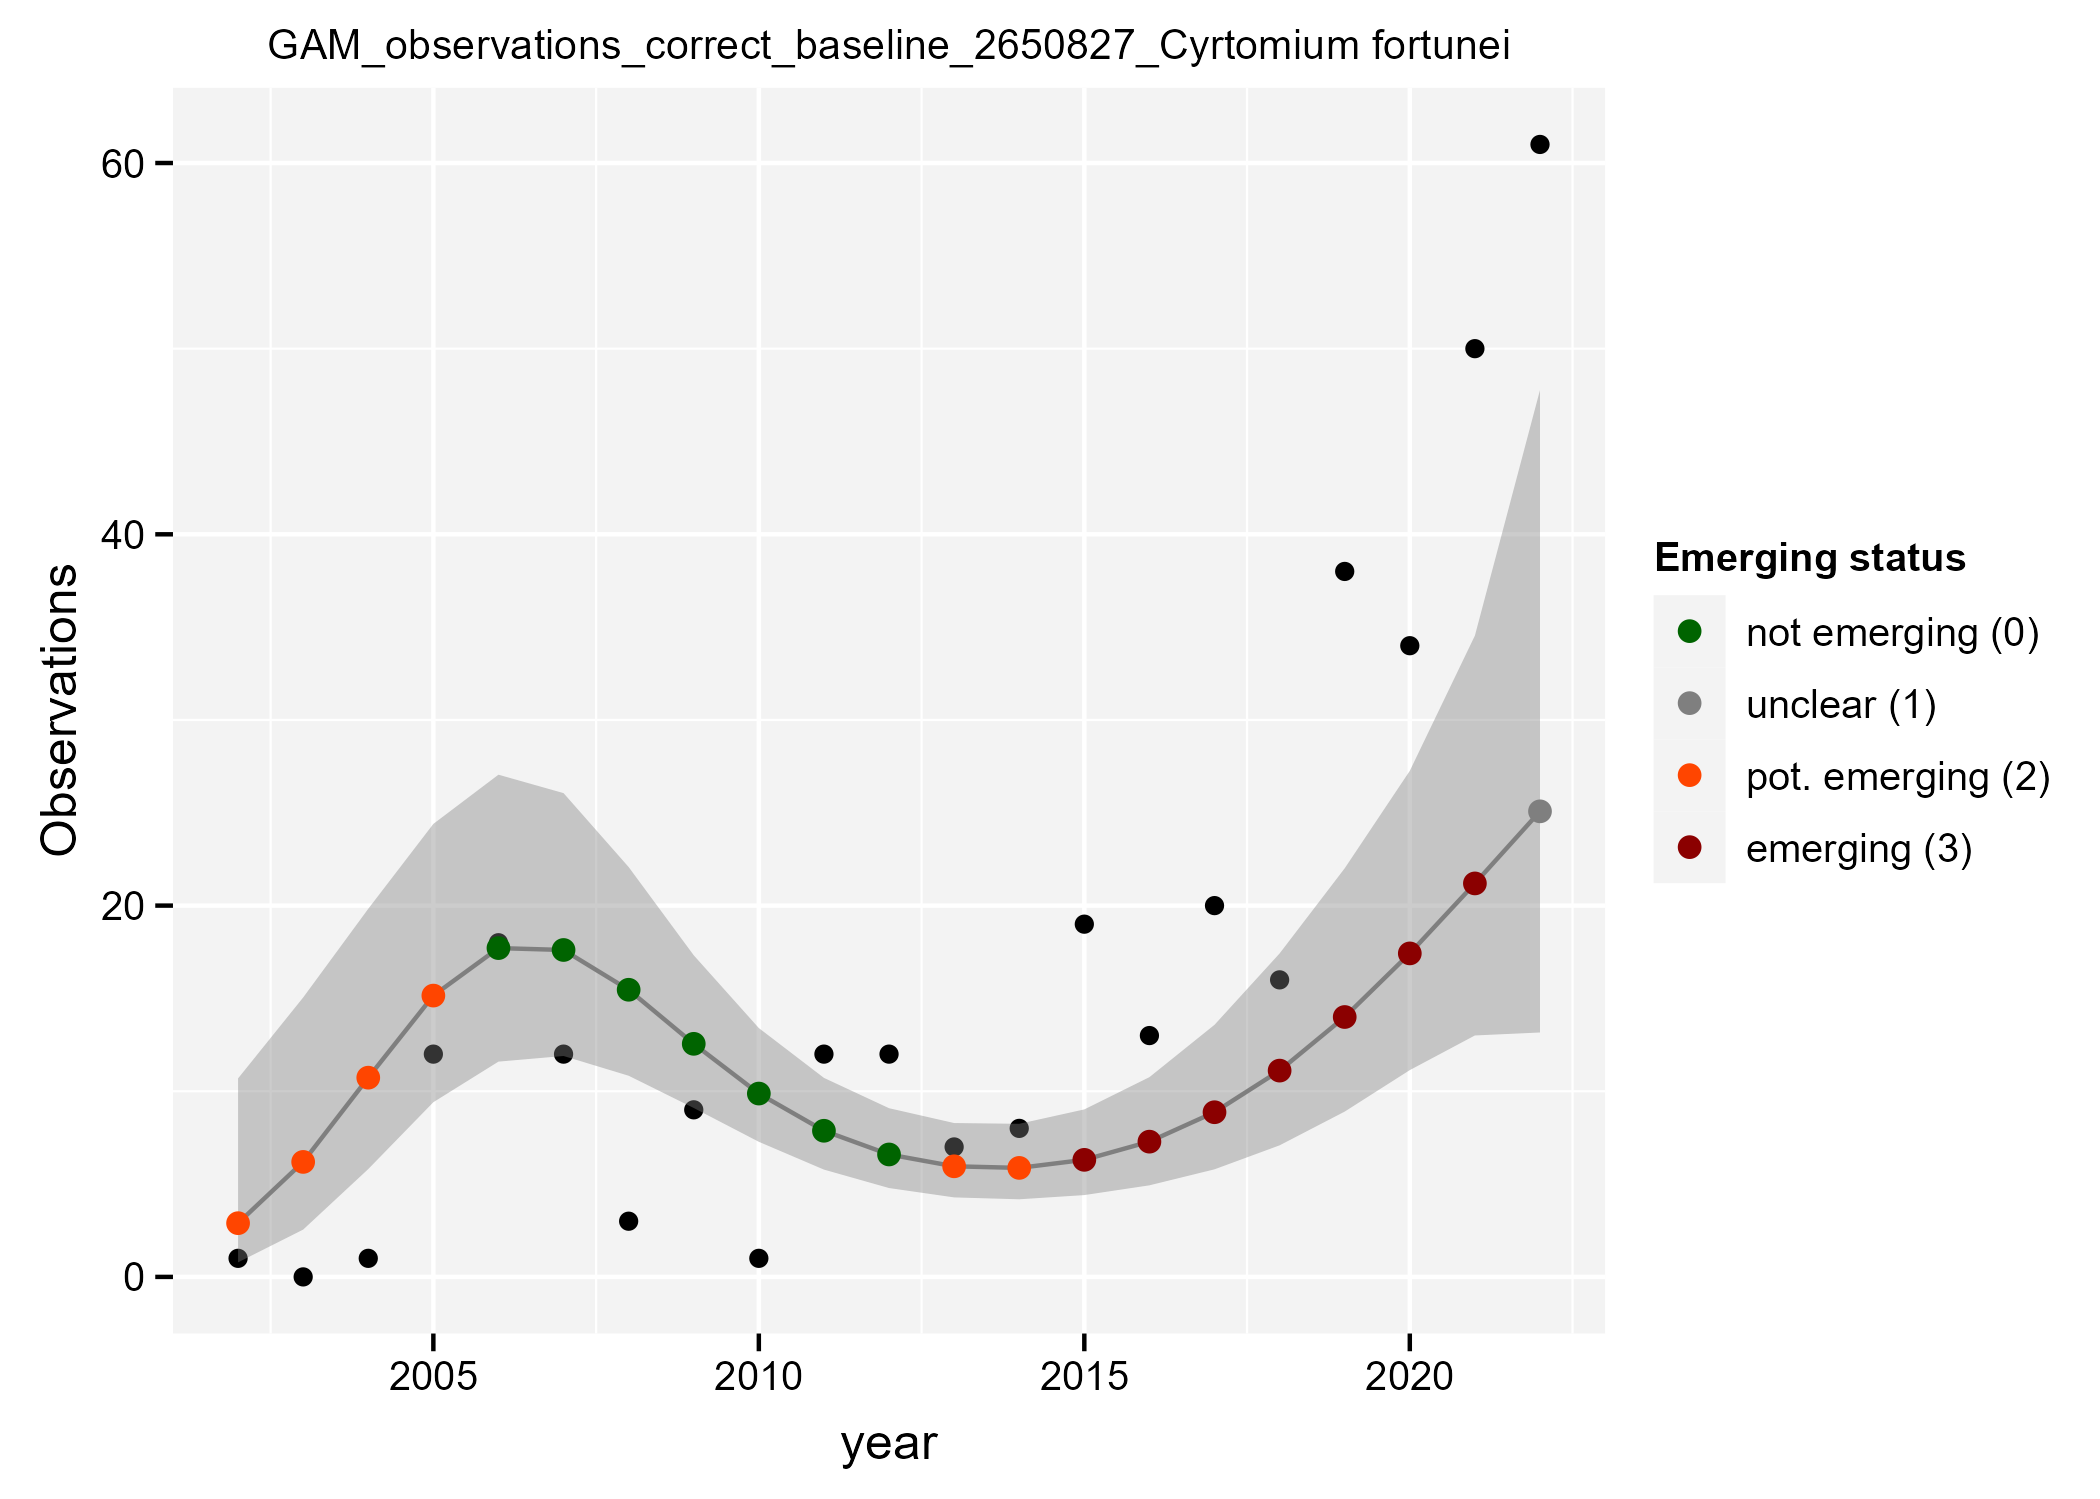 GAM_observations_correct_baseline_2650827_Cyrtomium fortunei
60
40
20
0
Observations
2005 2010 2015 2020
year
Emerging status
not emerging (0)
unclear (1)
pot. emerging (2)
emerging (3)